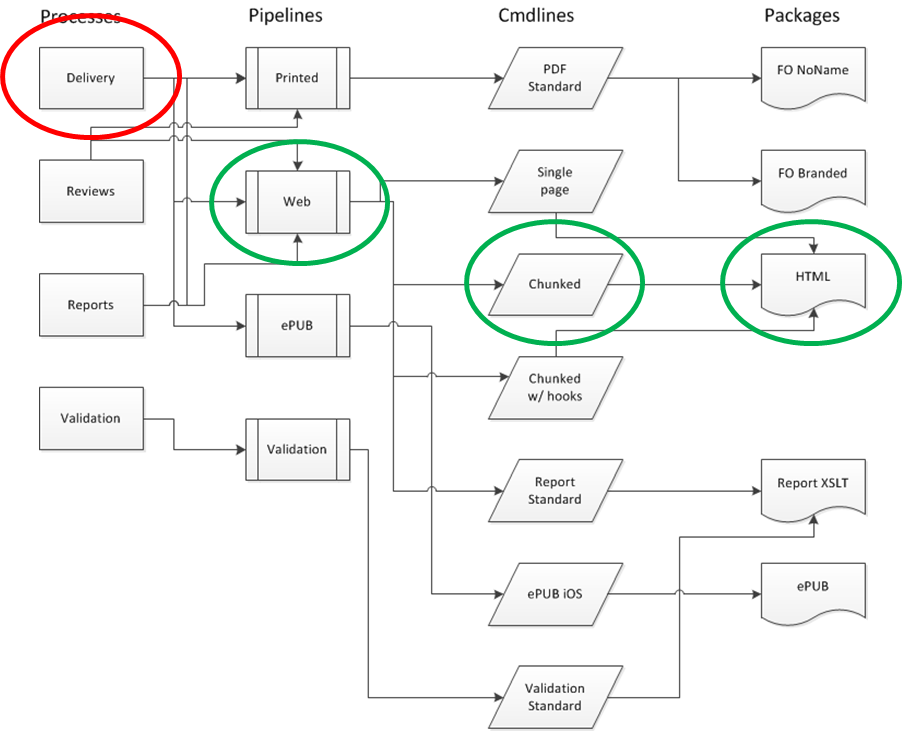 Processes
Pipelines
Cmdlines
Packages
Delivery
Printed
PDF
Standard
FO NoName
Reviews
Web
Single
page
FO Branded
Reports
ePUB
Chunked
HTML
Validation
Validation
Chunked
w/ hooks
Report
Standard
Report XSLT
ePUB iOS
ePUB
Validation
Standard